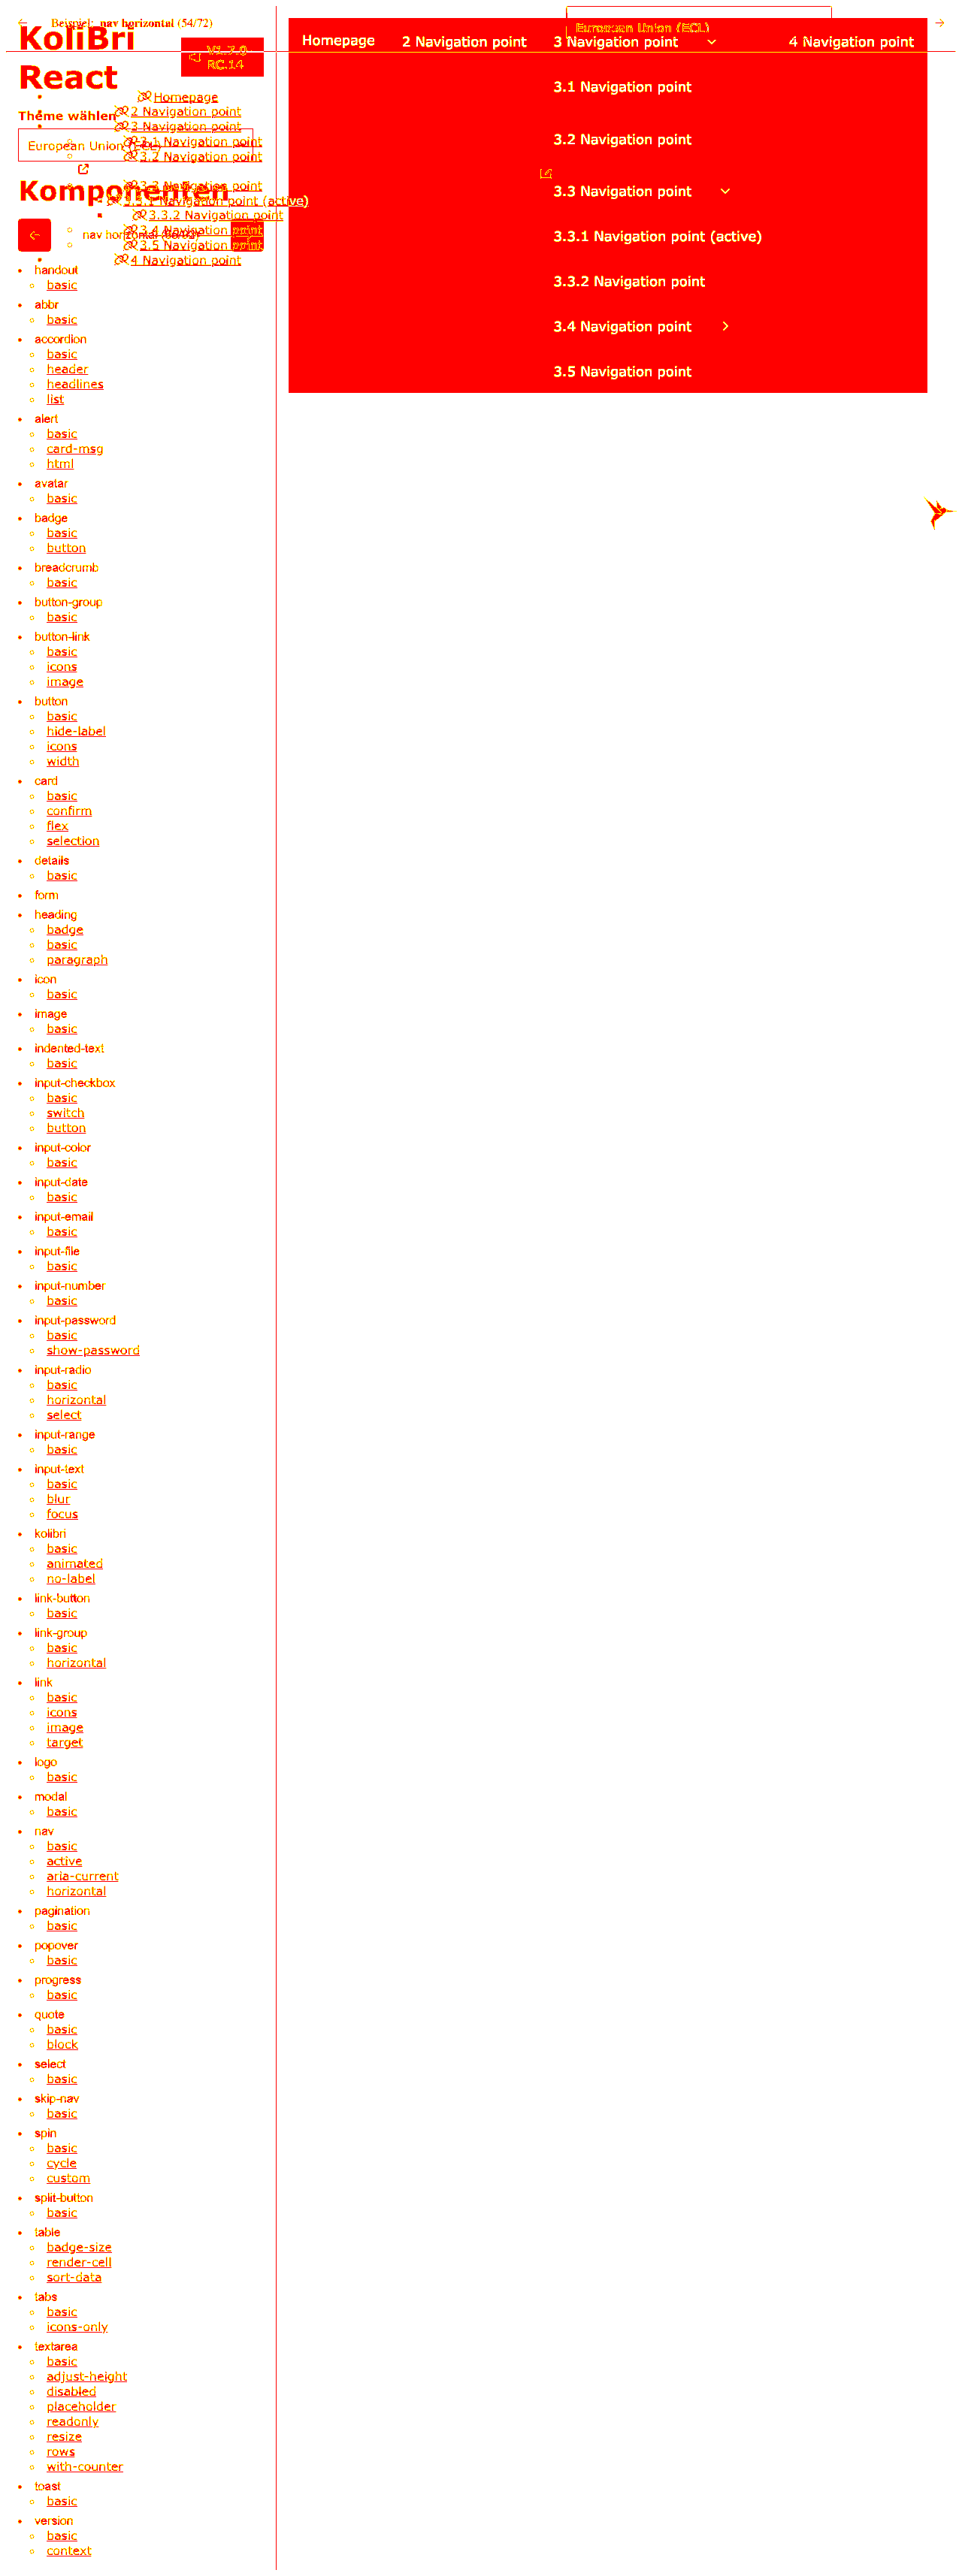 Beispiel: nav horizontal (54/72)
European Union (ECL)
KoliBri
React
V1.7.0-
RC.14
Theme wählen
European Union
Komponenten
nav horizontal
Homepage
2 Navigation point
3 Navigation point
3.1 Navigation point
3.2 Navigation point
3.3 Navigation point
3.3.1 Navigation point (active)
3.3.2 Navigation point
3.4 Navigation point
3.5 Navigation point
4 Navigation point
Homepage 2 Navigation point 3 Navigation point 4 Navigation point
3.1 Navigation point
3.2 Navigation point
3.3 Navigation point
3.3.1 Navigation point (active)
3.3.2 Navigation point
3.4 Navigation point
3.5 Navigation point
handout
basic
abbr
basic
accordion
basic
header
headlines
list
alert
basic
card-msg
html
avatar
basic
badge
basic
button
breadcrumb
basic
button-group
basic
button-link
basic
icons
image
button
basic
hide-label
icons
width
card
basic
confirm
flex
selection
details
basic
form
heading
badge
basic
paragraph
icon
basic
image
basic
indented-text
basic
input-checkbox
basic
switch
button
input-color
basic
input-date
basic
input-email
basic
input-file
basic
input-number
basic
input-password
basic
show-password
input-radio
basic
horizontal
select
input-range
basic
input-text
basic
blur
focus
kolibri
basic
animated
no-label
link-button
basic
link-group
basic
horizontal
link
basic
icons
image
target
logo
basic
modal
basic
nav
basic
active
aria-current
horizontal
pagination
basic
popover
basic
progress
basic
quote
basic
block
select
basic
skip-nav
basic
spin
basic
cycle
custom
split-button
basic
table
badge-size
render-cell
sort-data
tabs
basic
icons-only
textarea
basic
adjust-height
disabled
placeholder
readonly
resize
rows
with-counter
toast
basic
version
basic
context